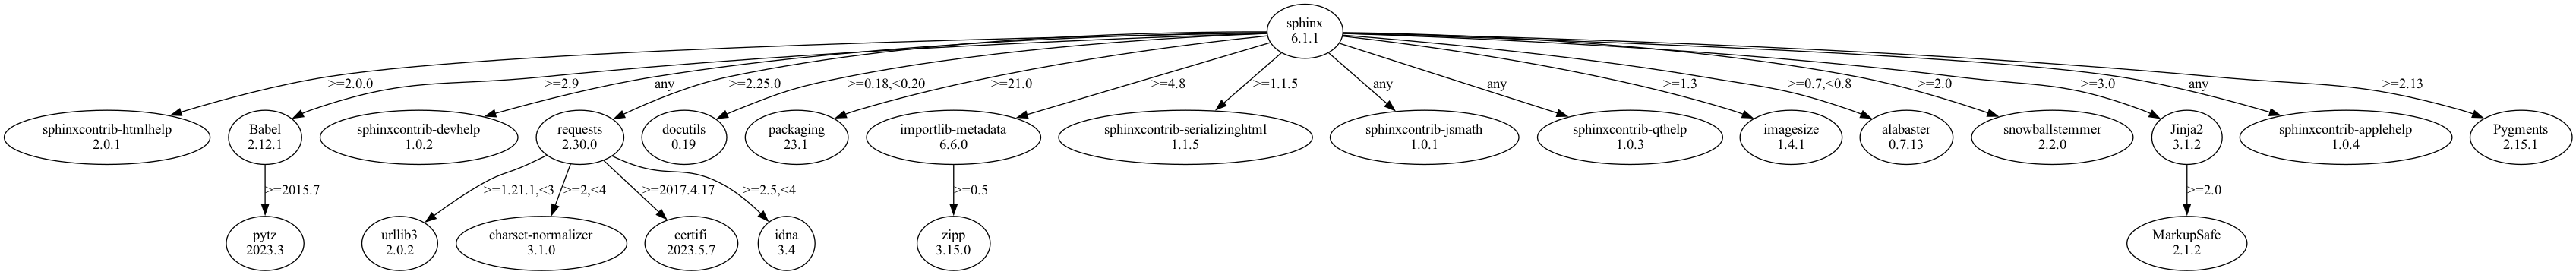 sphinx
6.1.1
>=2.0.0
>=2.9
any
>=2.25.0
>=0.18,<0.20
>=21.0
>=4.8
>=1.1.5
any
any
>=1.3
>=0.7,<0.8
>=2.0
>=3.0
any
>=2.13
sphinxcontrib-htmlhelp
2.0.1
Babel
2.12.1
sphinxcontrib-devhelp
1.0.2
requests
2.30.0
docutils
0.19
packaging
23.1
importlib-metadata
6.6.0
sphinxcontrib-serializinghtml
1.1.5
sphinxcontrib-jsmath
1.0.1
sphinxcontrib-qthelp
1.0.3
imagesize
1.4.1
alabaster
0.7.13
snowballstemmer
2.2.0
Jinja2
3.1.2
sphinxcontrib-applehelp
1.0.4
Pygments
2.15.1
>=2015.7
>=1.21.1,<3
>=2,<4
>=2017.4.17
>=2.5,<4
>=0.5
>=2.0
pytz
2023.3
urllib3
2.0.2
charset-normalizer
3.1.0
certifi
2023.5.7
idna
3.4
zipp
3.15.0
MarkupSafe
2.1.2